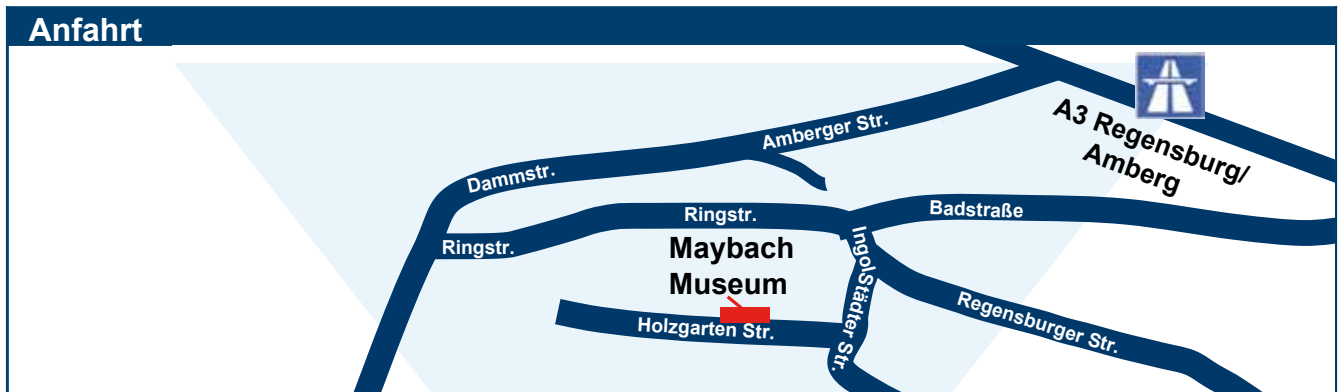 Anfahrt
Amberger Str.
A3 Regensburg/
Amberg
Dammstr.
Ringstr.
Badstraße
Ringstr.
Maybach
Museum
IngolStädter Str.
Regensburger Str.
Holzgarten Str.